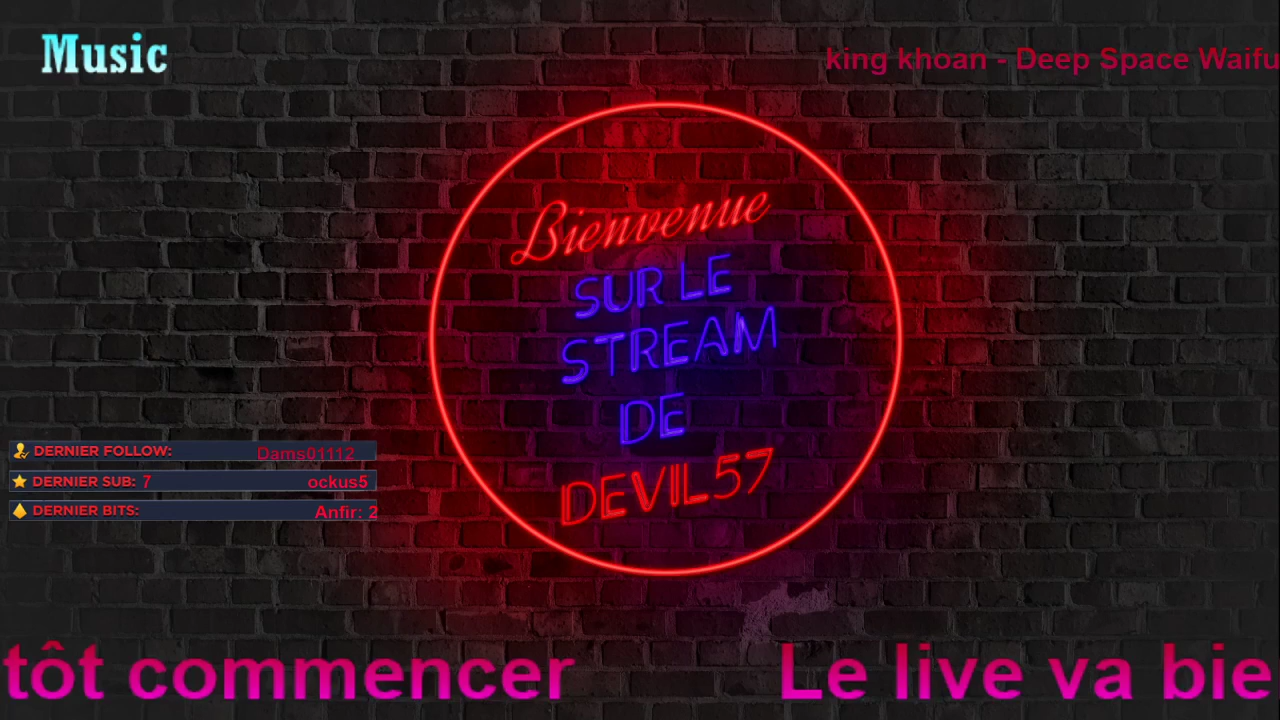 Music
king khoan - Deep Space Waifu
Bienvenue
SUR LE
STREAM
DE
DEVIL57
DERNIER FOLLOW: Dams01112
DERNIER SUB: 7 ockus5
DERNIER BITS: Anfir: 2
tôt commencer Le live va bie